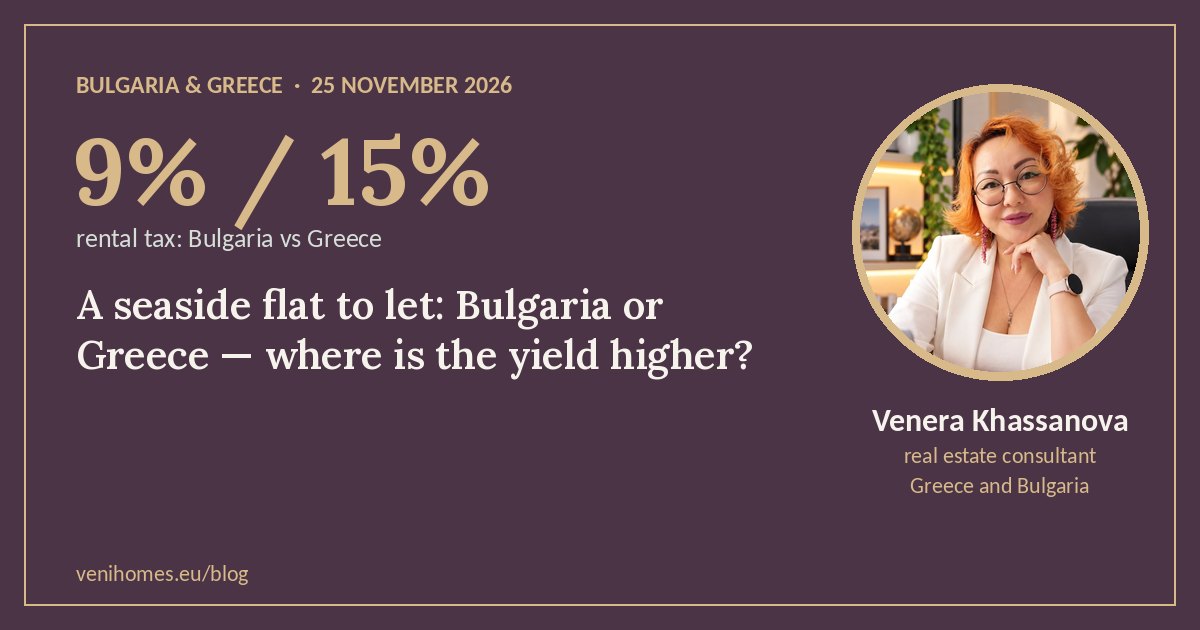 BULGARIA & GREECE · 25 NOVEMBER 2026
9% / 15%
rental tax: Bulgaria vs Greece
A seaside flat to let: Bulgaria or
Greece — where is the yield higher?
Venera Khassanova
real estate consultant
Greece and Bulgaria
venihomes.eu/blog